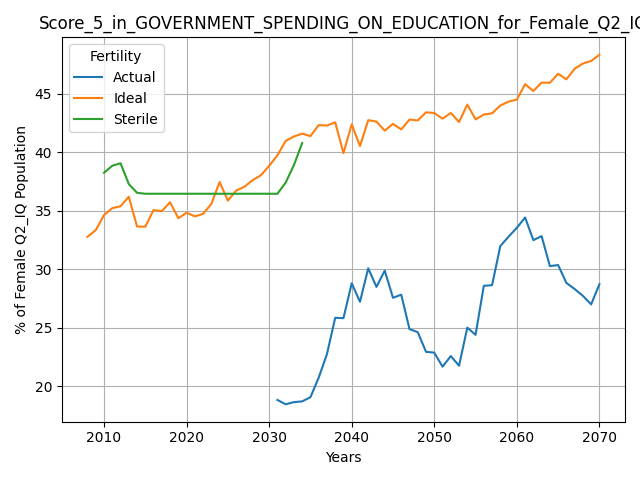 Score_5_in_GOVERNMENT_SPENDING_ON_EDUCATION_for_Female_Q2_IQ
Fertility
Actual
Ideal
Sterile
% of Female Q2_IQ Population
45
40
35
30
25
20
2010 2020 2030 2040 2050 2060 2070
Years